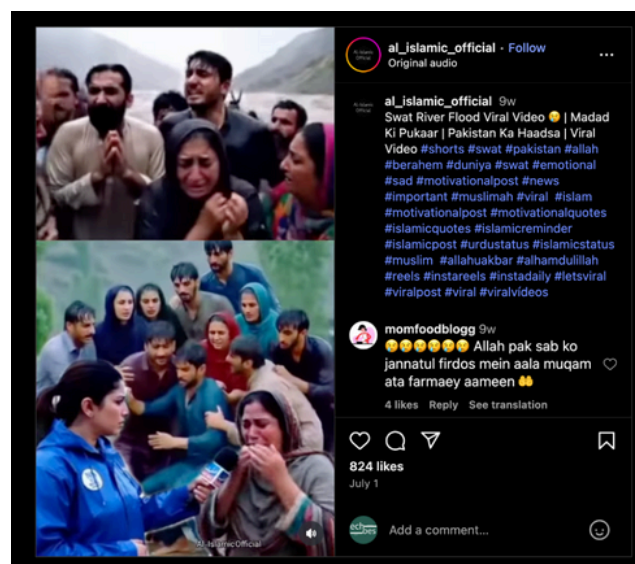 al_islamic_official • Follow
Original audio
al_islamic_official 9w
Swat River Flood Viral Video 😢 | Madad
Ki Pukaar | Pakistan Ka Haadsa | Viral
Video #shorts #swat #pakistan #allah
#berahem #duniya #swat #emotional
#sad #motivationalpost #news
#important #muslimah #viral #islam
#motivationalpost #motivationalquotes
#islamicquotes #islamicreminder
#islamicpost #urdustatus #islamicstatus
#muslim #allahuakbar #alhamdulillah
#reels #instareels #instadaily #letsviral
#viralpost #viral #viralvídeos
momfoodblogg 9w
😢😢😢😢😢😢 Allah pak sab ko
jannatul firdos mein aala muqam
ata farmaey aameen 🤲
4 likes Reply See translation
824 likes
July 1
Add a comment...
Al-IslamicOfficial